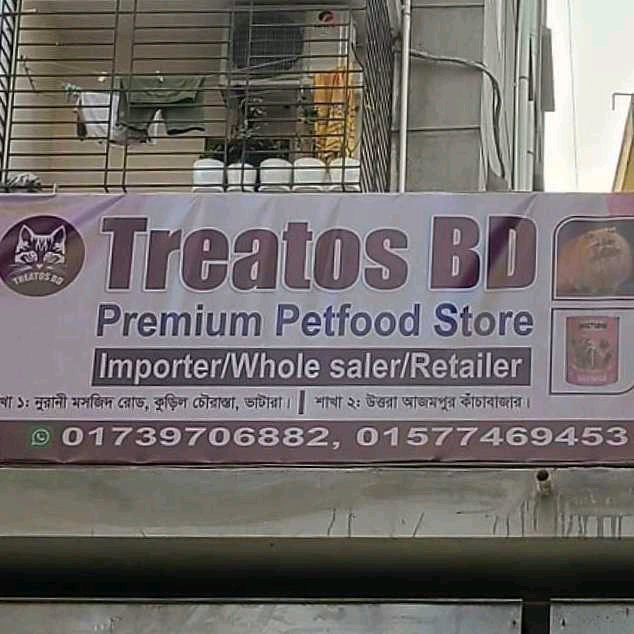 Treatos BD
TREATOS BD
Premium Petfood Store
Importer/Whole saler/Retailer
১: নুরানী মসজিদ রোড, কুড়িল চৌরাস্তা, ভাটারা। | শাখা ২: উত্তরা আজমপুর কাঁচাবাজার।
01739706882, 01577469453